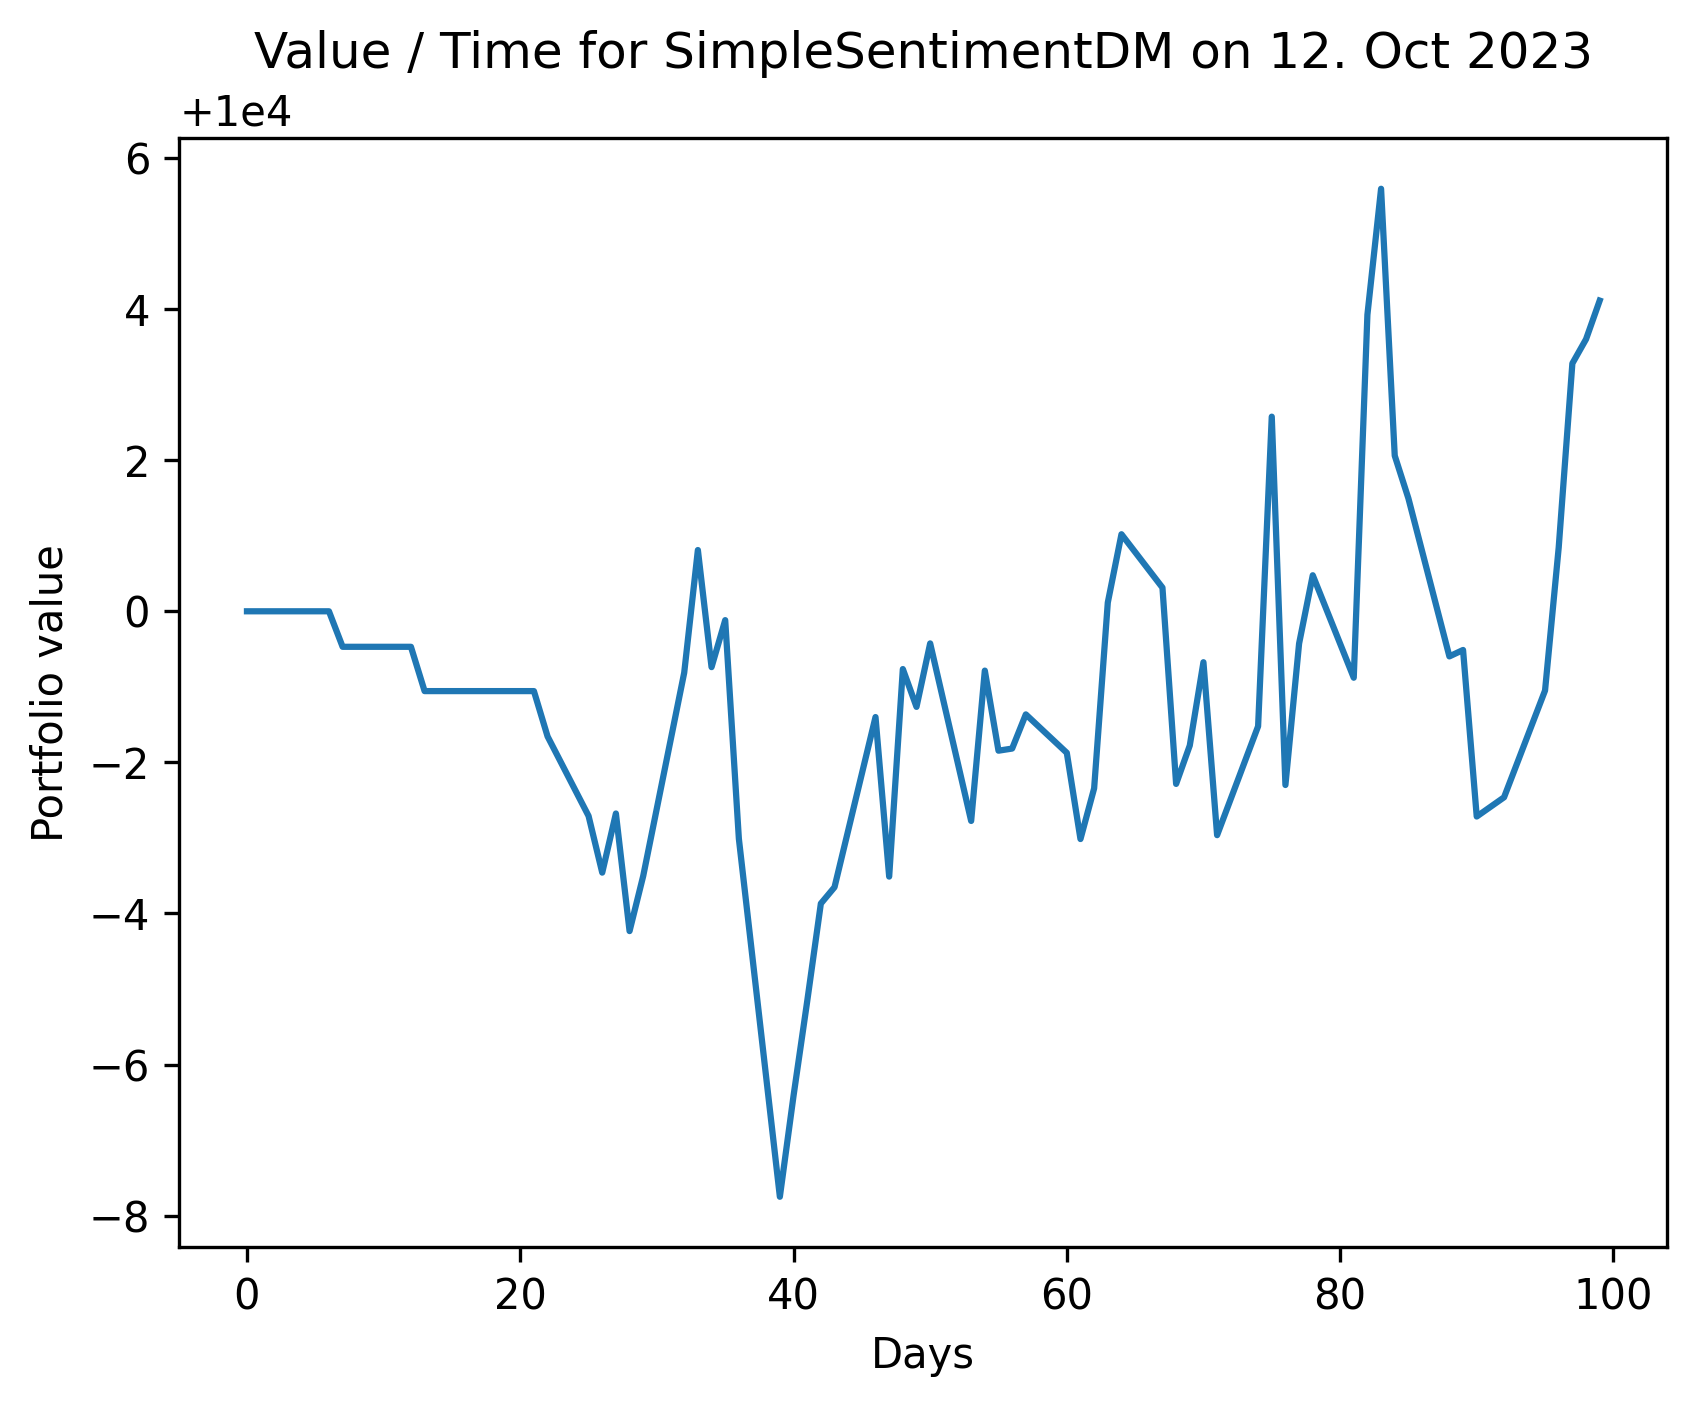 Value / Time for SimpleSentimentDM on 12. Oct 2023
+1e4
6
4
2
0
−2
−4
−6
−8
Portfolio value
0 20 40 60 80 100
Days